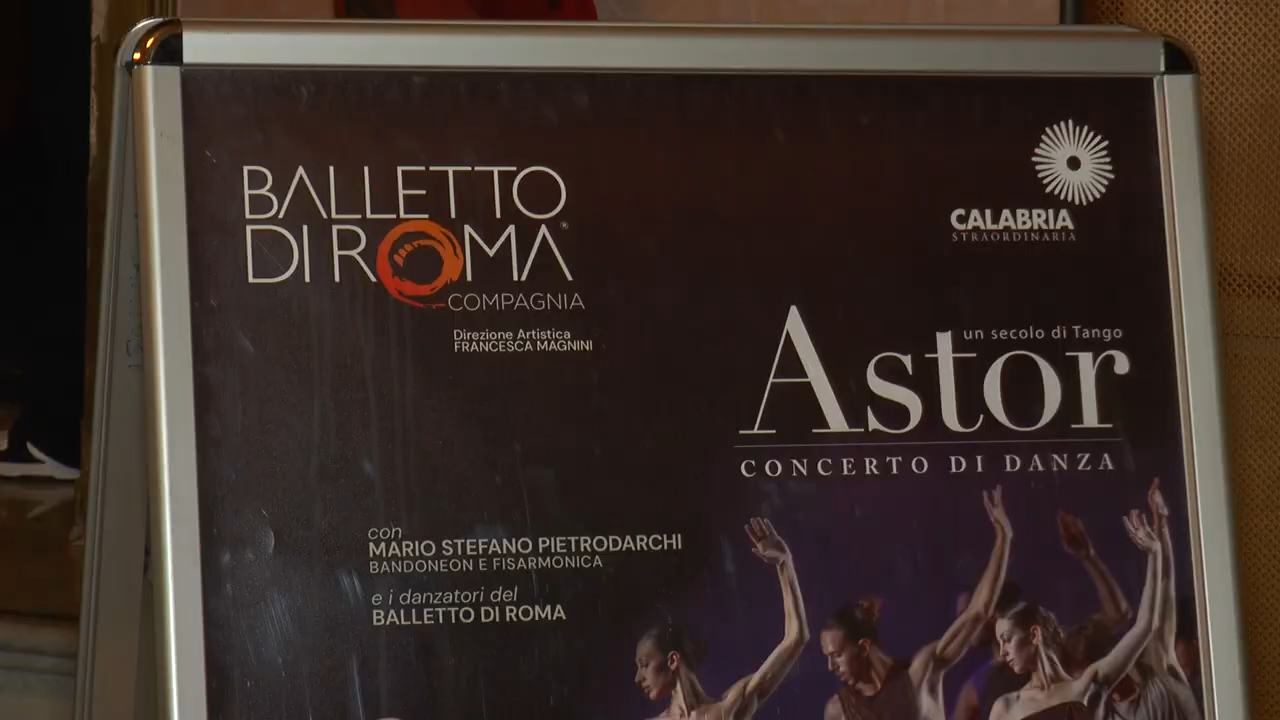 BALLETTO
DI ROMA®
COMPAGNIA
Direzione Artistica
FRANCESCA MAGNINI
CALABRIA
STRAORDINARIA
un secolo di Tango
Astor
CONCERTO DI DANZA
con
MARIO STEFANO PIETRODARCHI
BANDONEON E FISARMONICA
e i danzatori del
BALLETTO DI ROMA